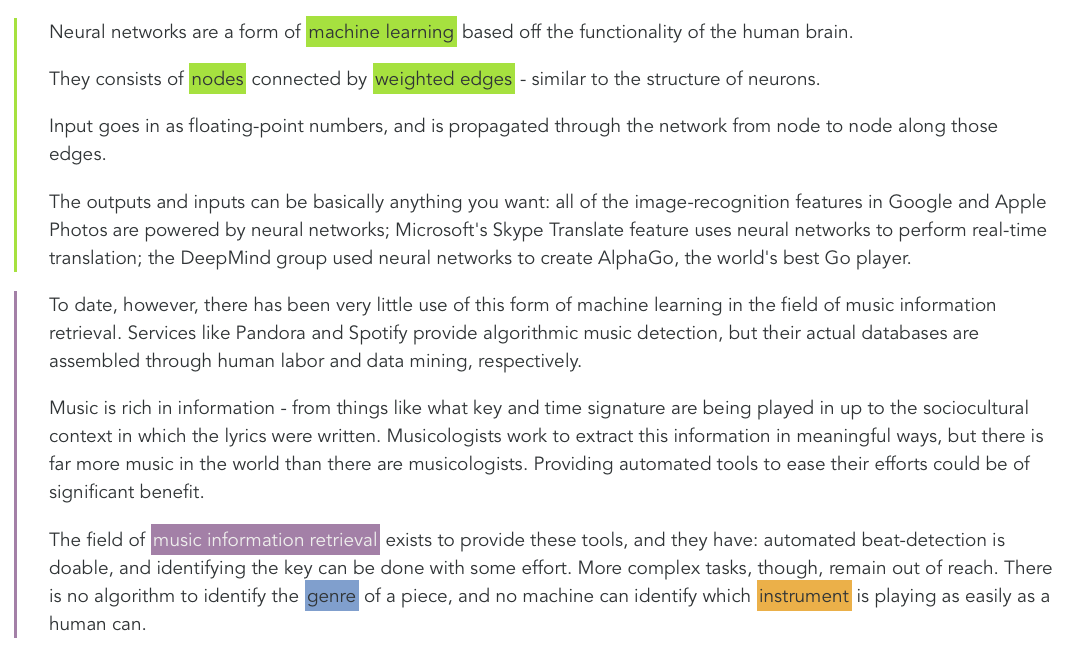 Neural networks are a form of machine learning based off the functionality of the human brain.
They consists of nodes connected by weighted edges - similar to the structure of neurons.
Input goes in as floating-point numbers, and is propagated through the network from node to node along those
edges.
The outputs and inputs can be basically anything you want: all of the image-recognition features in Google and Apple
Photos are powered by neural networks; Microsoft's Skype Translate feature uses neural networks to perform real-time
translation; the DeepMind group used neural networks to create AlphaGo, the world's best Go player.
To date, however, there has been very little use of this form of machine learning in the field of music information
retrieval. Services like Pandora and Spotify provide algorithmic music detection, but their actual databases are
assembled through human labor and data mining, respectively.
Music is rich in information - from things like what key and time signature are being played in up to the sociocultural
context in which the lyrics were written. Musicologists work to extract this information in meaningful ways, but there is
far more music in the world than there are musicologists. Providing automated tools to ease their efforts could be of
significant benefit.
The field of music information retrieval exists to provide these tools, and they have: automated beat-detection is
doable, and identifying the key can be done with some effort. More complex tasks, though, remain out of reach. There
is no algorithm to identify the genre of a piece, and no machine can identify which instrument is playing as easily as a
human can.